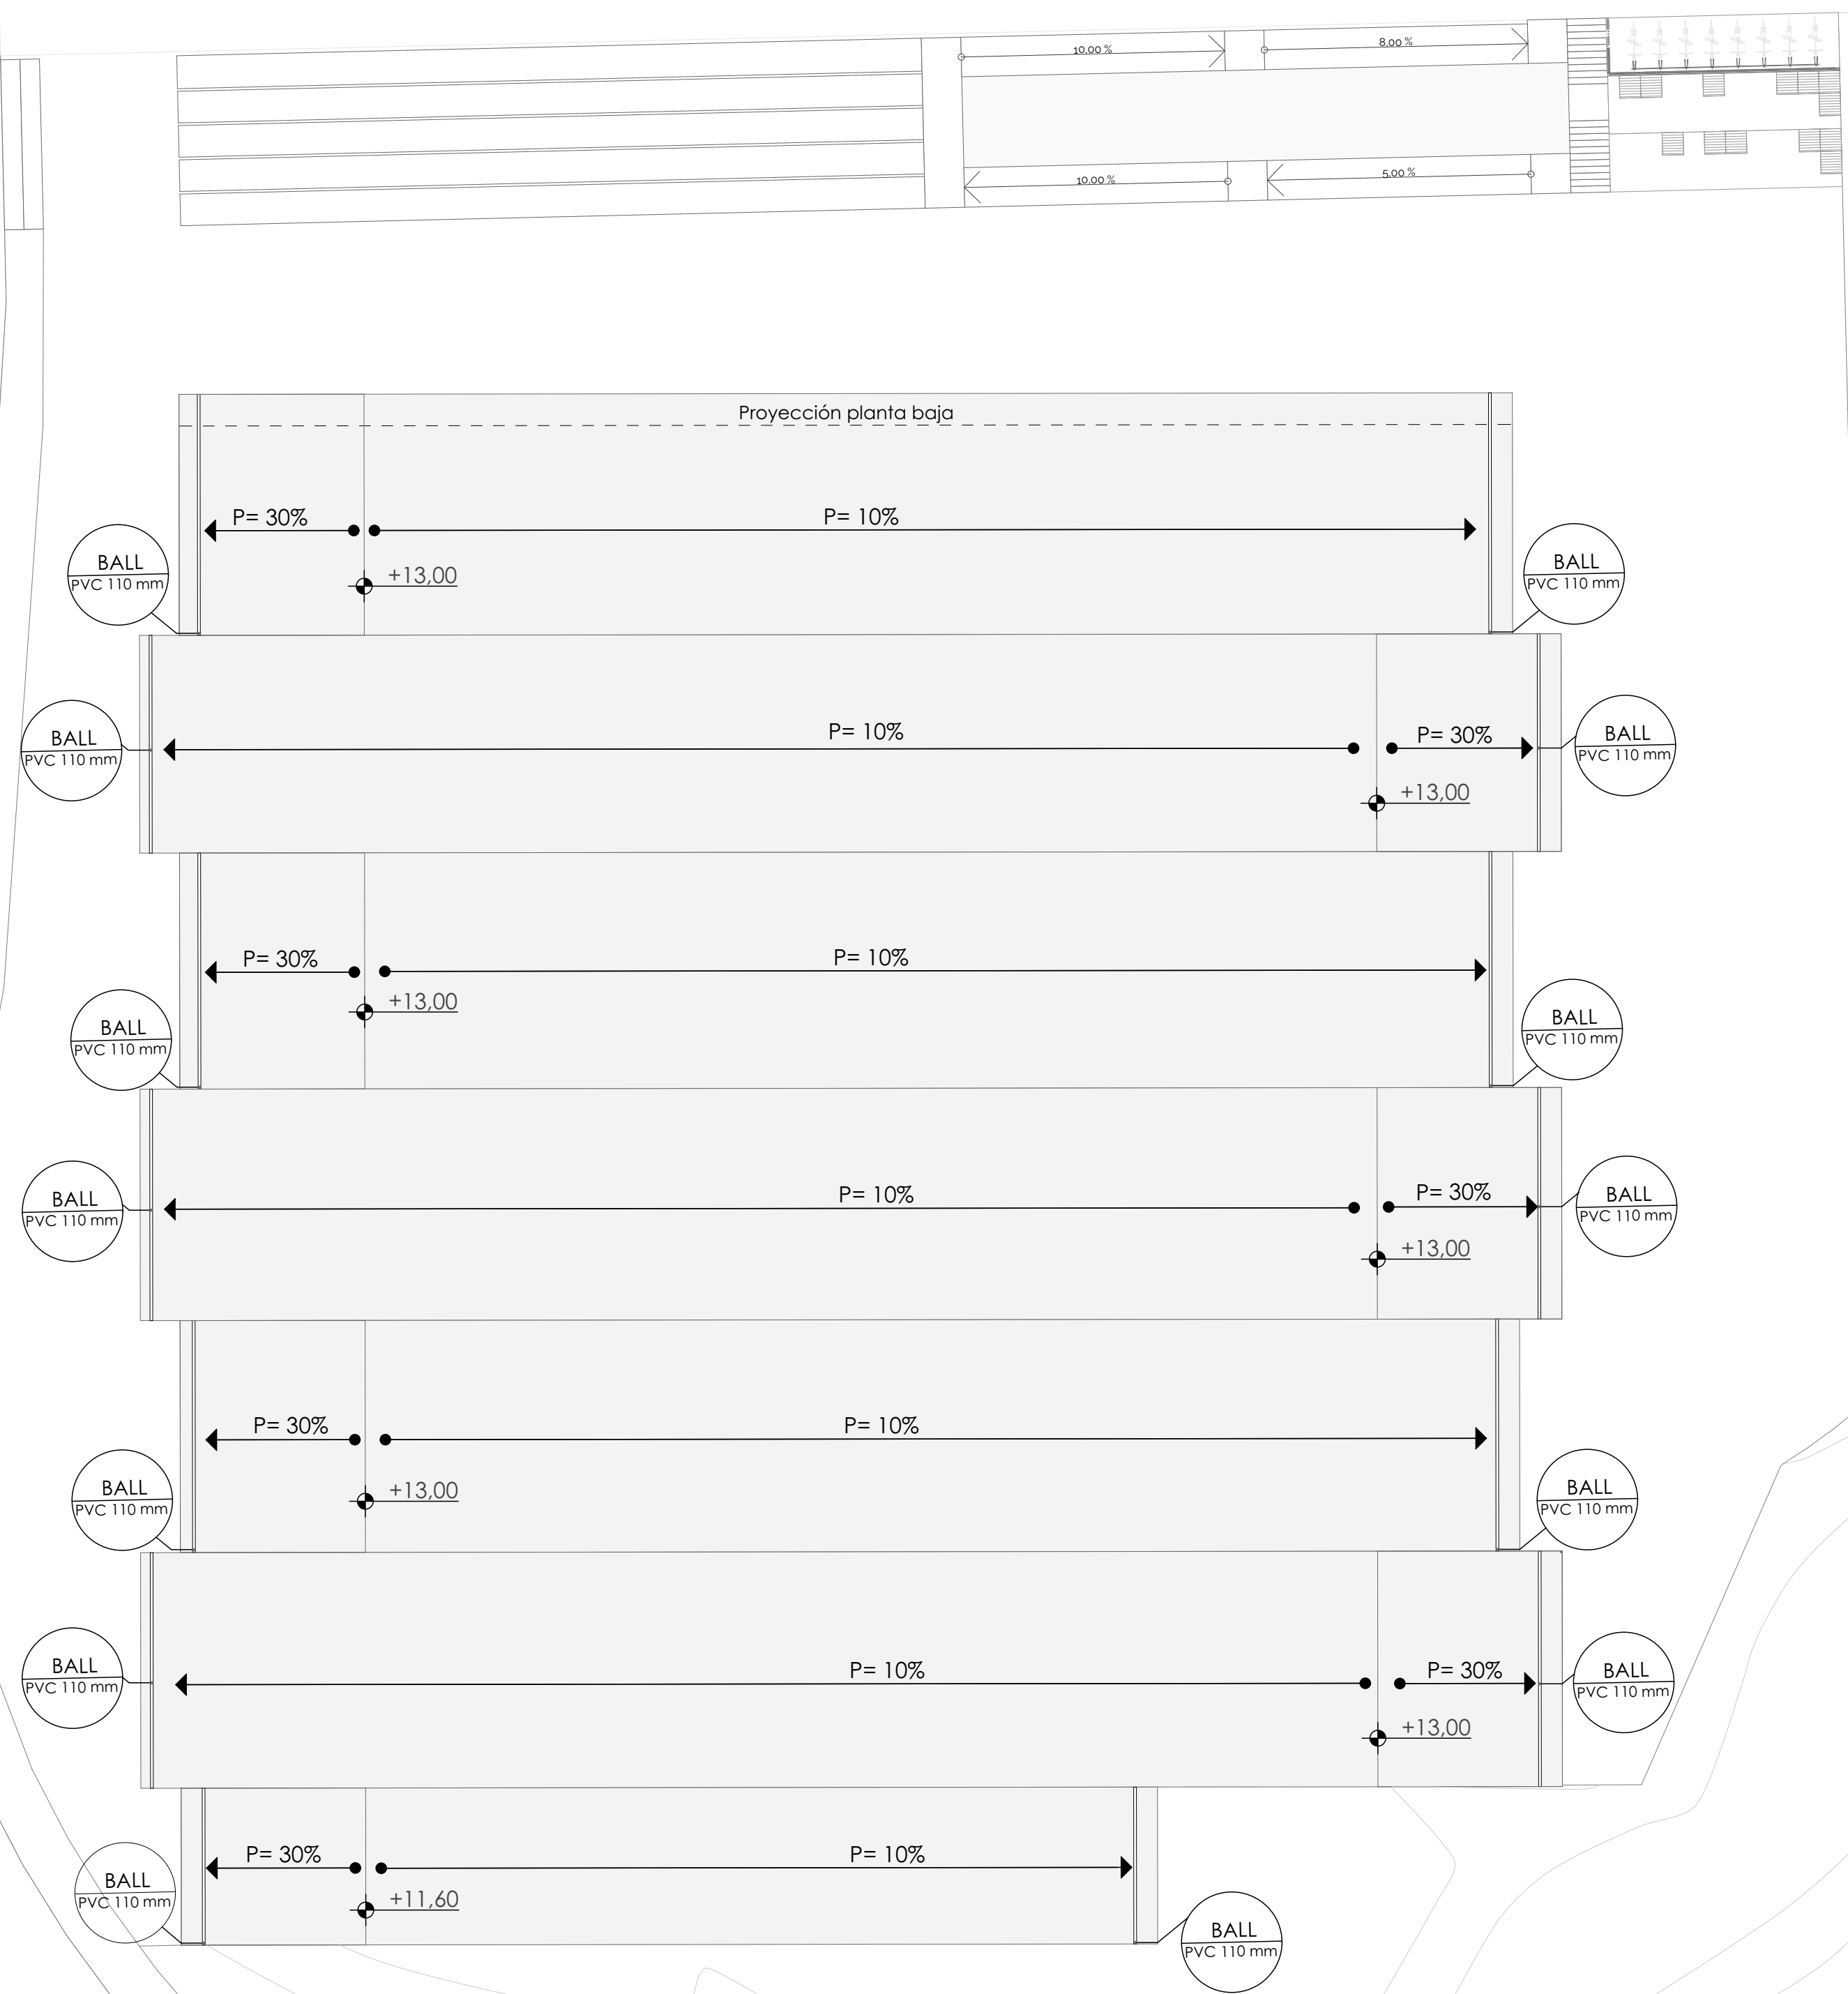 10.00 %
8.00 %
10.00 %
5.00 %
Proyección planta baja
P= 30%
P= 10%
BALL
PVC 110 mm
+13,00
BALL
PVC 110 mm
BALL
PVC 110 mm
P= 10%
P= 30%
BALL
PVC 110 mm
+13,00
P= 30%
P= 10%
+13,00
BALL
PVC 110 mm
BALL
PVC 110 mm
BALL
PVC 110 mm
P= 10%
P= 30%
BALL
PVC 110 mm
+13,00
P= 30%
P= 10%
BALL
PVC 110 mm
+13,00
BALL
PVC 110 mm
BALL
PVC 110 mm
P= 10%
P= 30%
BALL
PVC 110 mm
+13,00
P= 30%
P= 10%
BALL
PVC 110 mm
+11,60
BALL
PVC 110 mm